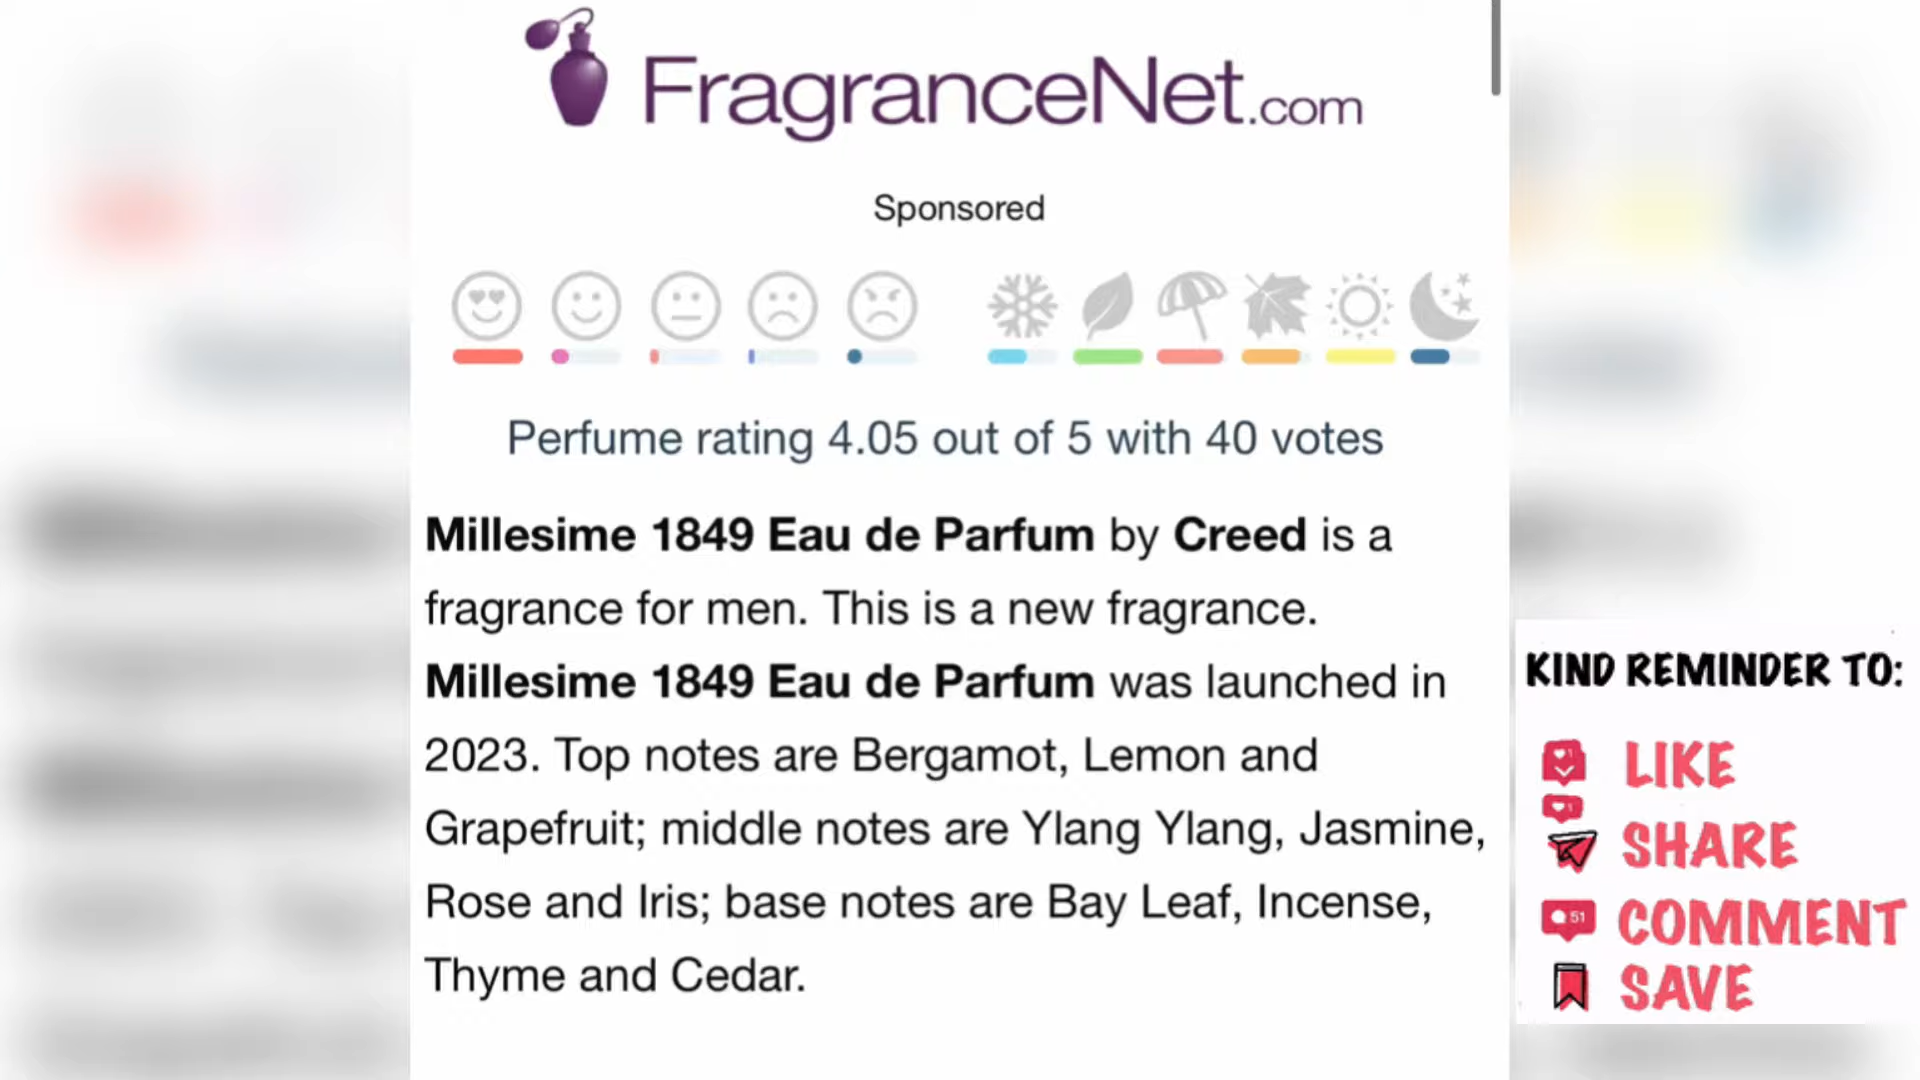 FragranceNet.com
Sponsored
Perfume rating 4.05 out of 5 with 40 votes
Millesime 1849 Eau de Parfum by Creed is a
fragrance for men. This is a new fragrance.
Millesime 1849 Eau de Parfum was launched in
2023. Top notes are Bergamot, Lemon and
Grapefruit; middle notes are Ylang Ylang, Jasmine,
Rose and Iris; base notes are Bay Leaf, Incense,
Thyme and Cedar.
KIND REMINDER TO:
1
LIKE
1
SHARE
51
COMMENT
SAVE